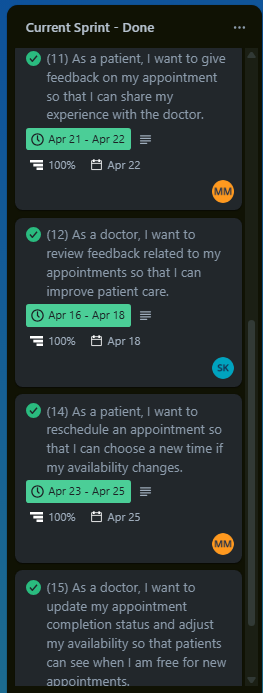 Current Sprint - Done
(11) As a patient, I want to give
feedback on my appointment
so that I can share my
experience with the doctor.
Apr 21 - Apr 22
100% Apr 22
MM
(12) As a doctor, I want to
review feedback related to my
appointments so that I can
improve patient care.
Apr 16 - Apr 18
100% Apr 18
SK
(14) As a patient, I want to
reschedule an appointment so
that I can choose a new time if
my availability changes.
Apr 23 - Apr 25
100% Apr 25
MM
(15) As a doctor, I want to
update my appointment
completion status and adjust
my availability so that patients
can see when I am free for new
appointments.